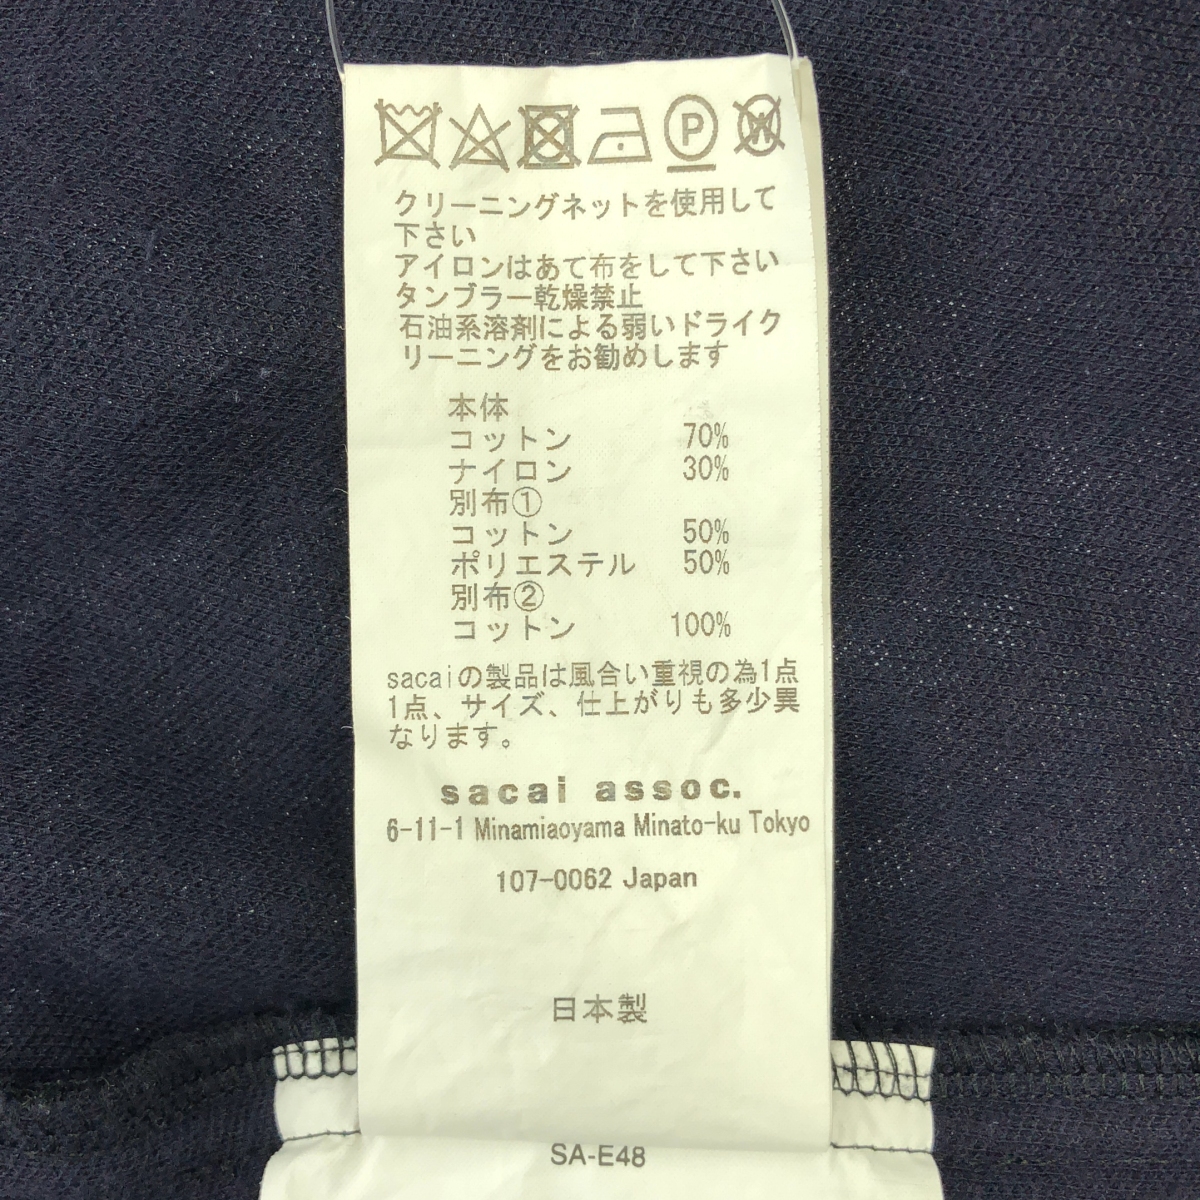 P W
クリーニングネットを使用して
下さい
アイロンはあて布をして下さい
タンブラー乾燥禁止
石油系溶剤による弱いドライク
リーニングをお勧めします
本体
コットン 70%
ナイロン 30%
別布①
コットン 50%
ポリエステル 50%
別布②
コットン 100%
sacaiの製品は風合い重視の為1点
1点、サイズ、仕上がりも多少異
なります。
sacai assoc.
6-11-1 Minamiaoyama Minato-ku Tokyo
107-0062 Japan
日本製
SA-E48